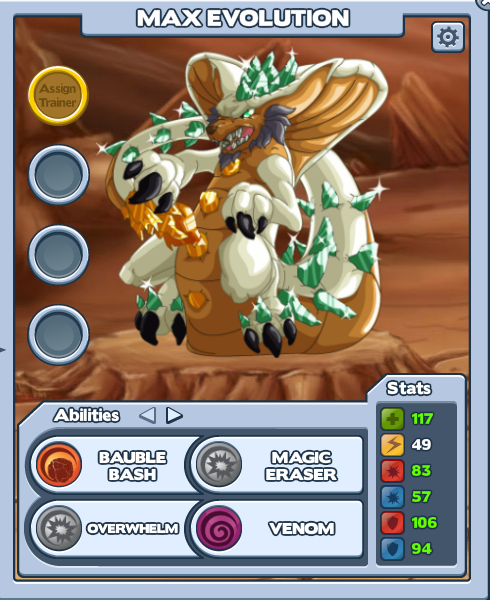 MAX EVOLUTION
Assign
Trainer
Abilities
BAUBLE
BASH
MAGIC
ERASER
OVERWHELM
VENOM
Stats
117
49
83
57
106
94